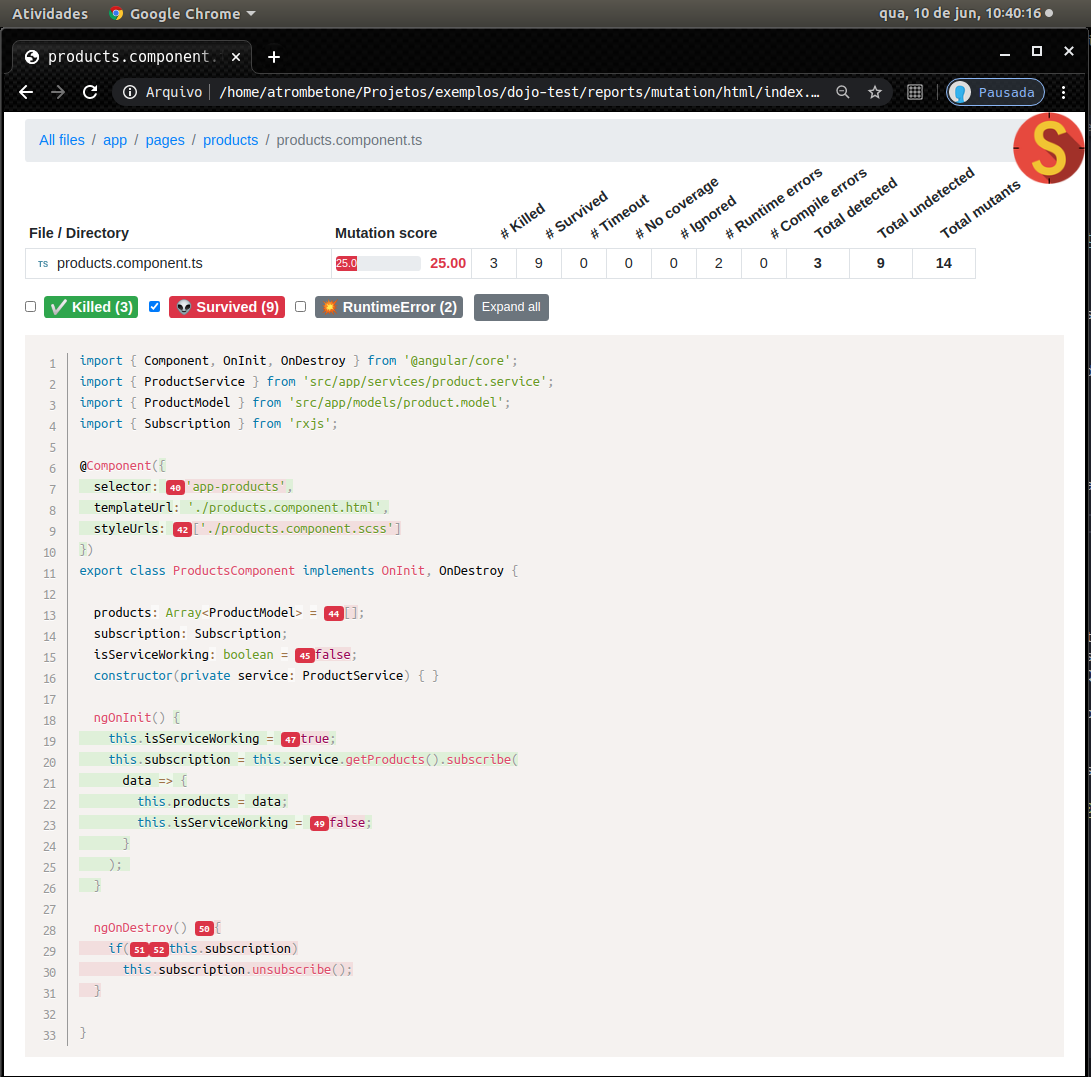 Atividades Google Chrome qua, 10 de jun, 10:40:16
products.component.
Arquivo /home/atrombetone/Projetos/exemplos/dojo-test/reports/mutation/html/index.... Pausada
All files / app / pages / products / products.component.ts
S
File / Directory Mutation score # Killed # Survived # Timeout # No coverage # Ignored # Runtime errors # Compile errors Total detected Total undetected Total mutants
TS products.component.ts 25.0 25.00 3 9 0 0 0 2 0 3 9 14
✅ Killed (3) 👽 Survived (9) 💥 RuntimeError (2) Expand all
1 import { Component, OnInit, OnDestroy } from '@angular/core';
2 import { ProductService } from 'src/app/services/product.service';
3 import { ProductModel } from 'src/app/models/product.model';
4 import { Subscription } from 'rxjs';
5
6 @Component({
7 selector: 40 'app-products',
8 templateUrl: './products.component.html',
9 styleUrls: 42 ['./products.component.scss']
10 })
11 export class ProductsComponent implements OnInit, OnDestroy {
12
13 products: Array<ProductModel> = 44 [];
14 subscription: Subscription;
15 isServiceWorking: boolean = 45 false;
16 constructor(private service: ProductService) { }
17
18 ngOnInit() {
19 this.isServiceWorking = 47 true;
20 this.subscription = this.service.getProducts().subscribe(
21 data => {
22 this.products = data;
23 this.isServiceWorking = 49 false;
24 }
25 );
26 }
27
28 ngOnDestroy() 50 {
29 if( 51 52 this.subscription)
30 this.subscription.unsubscribe();
31 }
32
33 }